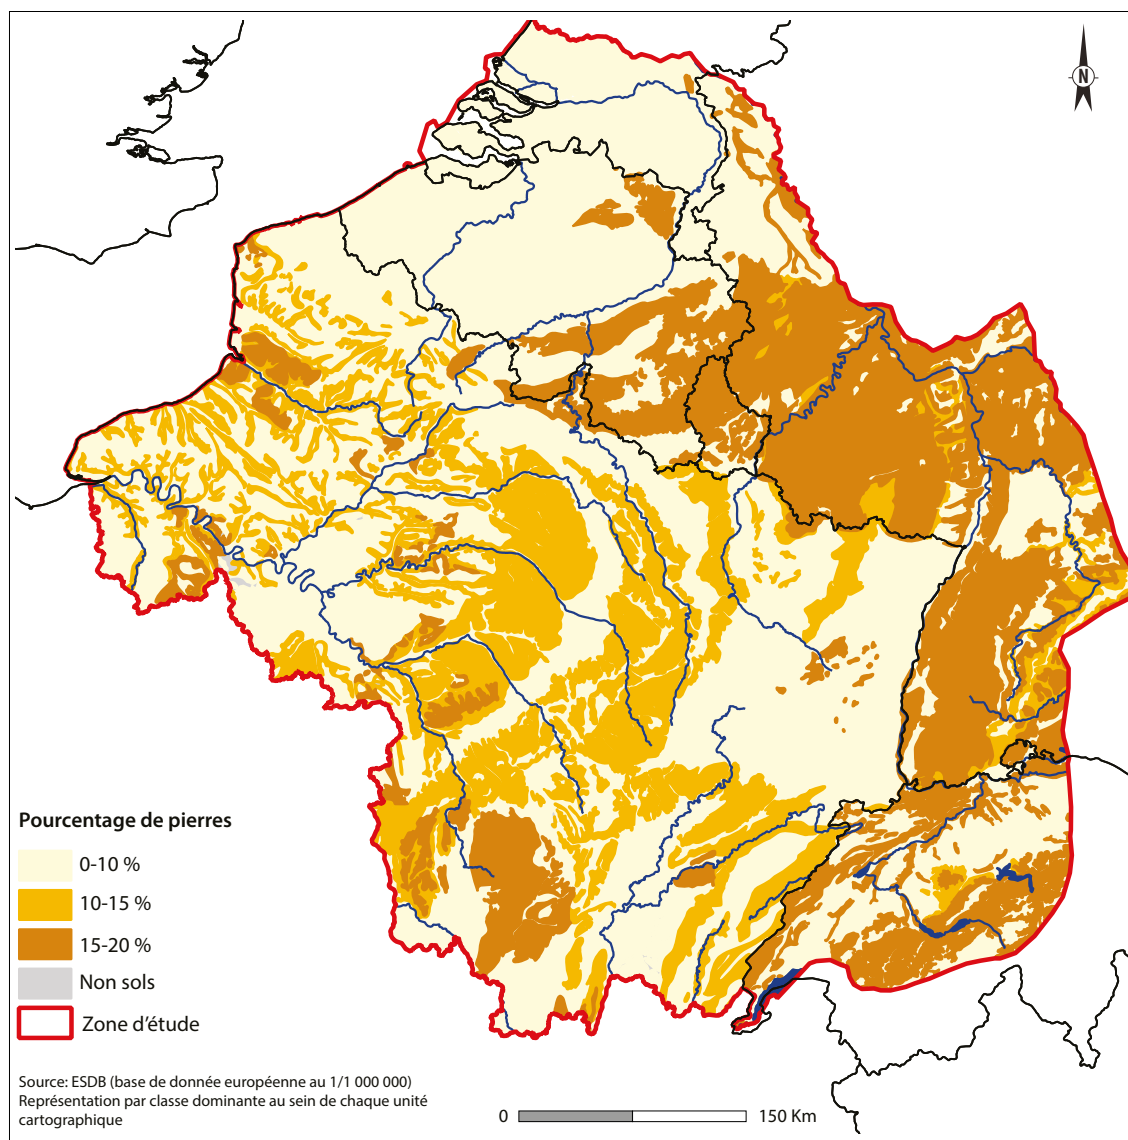 N
Pourcentage de pierres
0-10 %
10-15 %
15-20 %
Non sols
Zone d'étude
Source: ESDB (base de donnée européenne au 1/1 000 000)
Représentation par classe dominante au sein de chaque unité
cartographique
0 150 Km